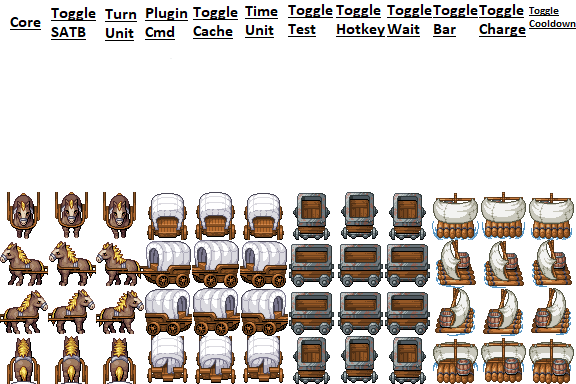 Core
Toggle
SATB
Turn
Unit
Plugin
Cmd
Toggle
Cache
Time
Unit
Toggle
Test
Toggle
Hotkey
Toggle
Wait
Toggle
Bar
Toggle
Charge
Toggle
Cooldown